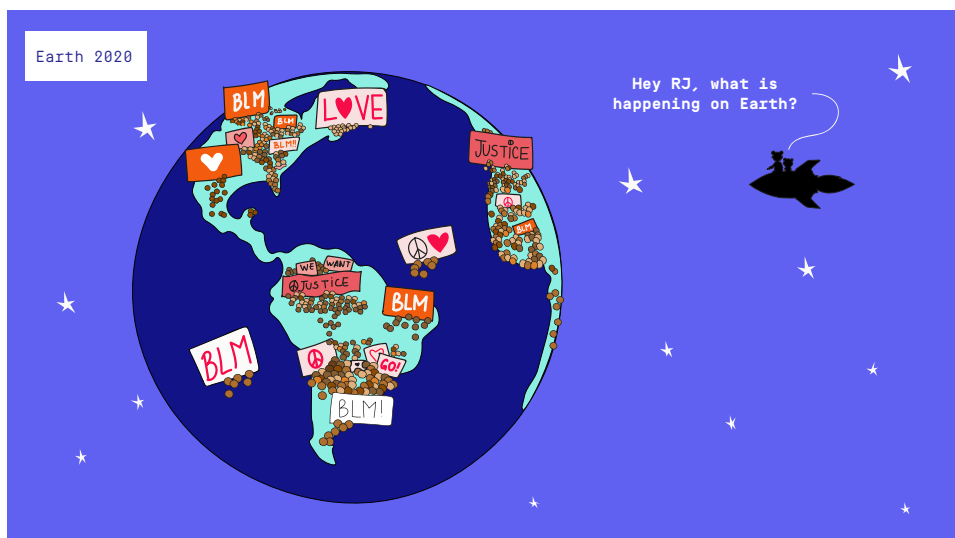 Earth 2020
Hey RJ, what is
happening on Earth?
BLM
LOVE
BLM
BLM!!
JUSTICE
BLM
WE WANT
JUSTICE
BLM
BLM
GO!
BLM!